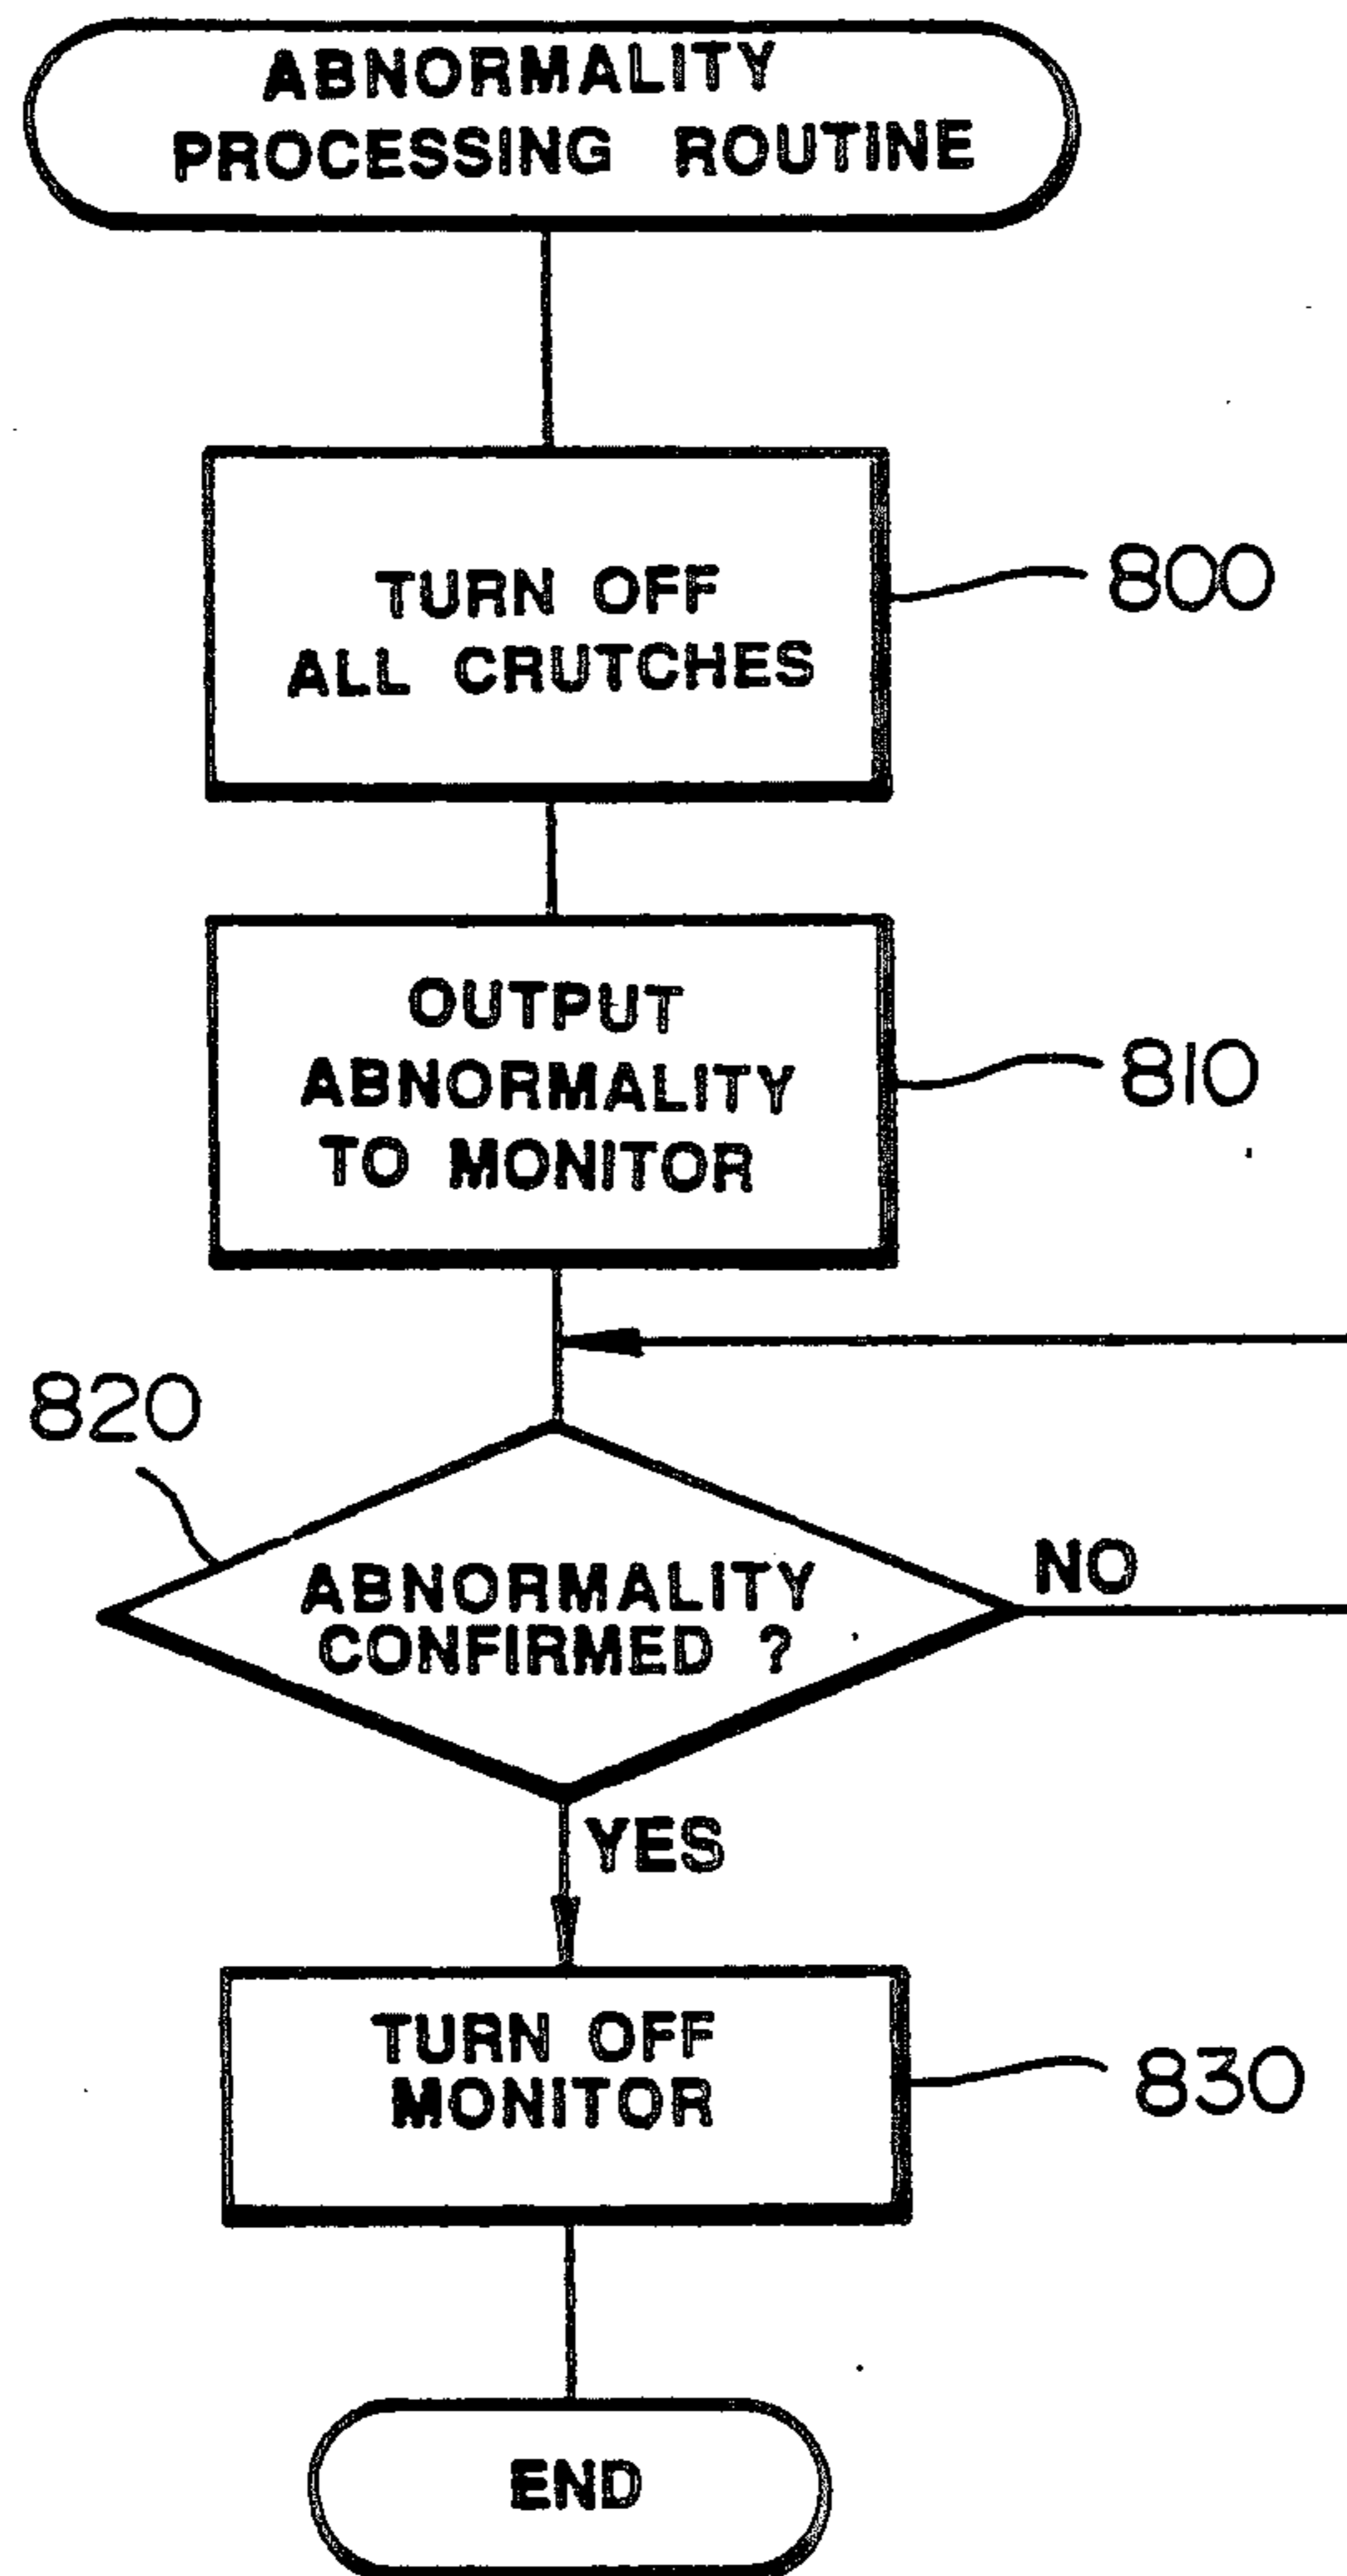 ABNORMALITY
PROCESSING ROUTINE
TURN OFF
ALL CRUTCHES
800
OUTPUT
ABNORMALITY
TO MONITOR
810
820
ABNORMALITY
CONFIRMED ?
NO
YES
TURN OFF
MONITOR
830
END